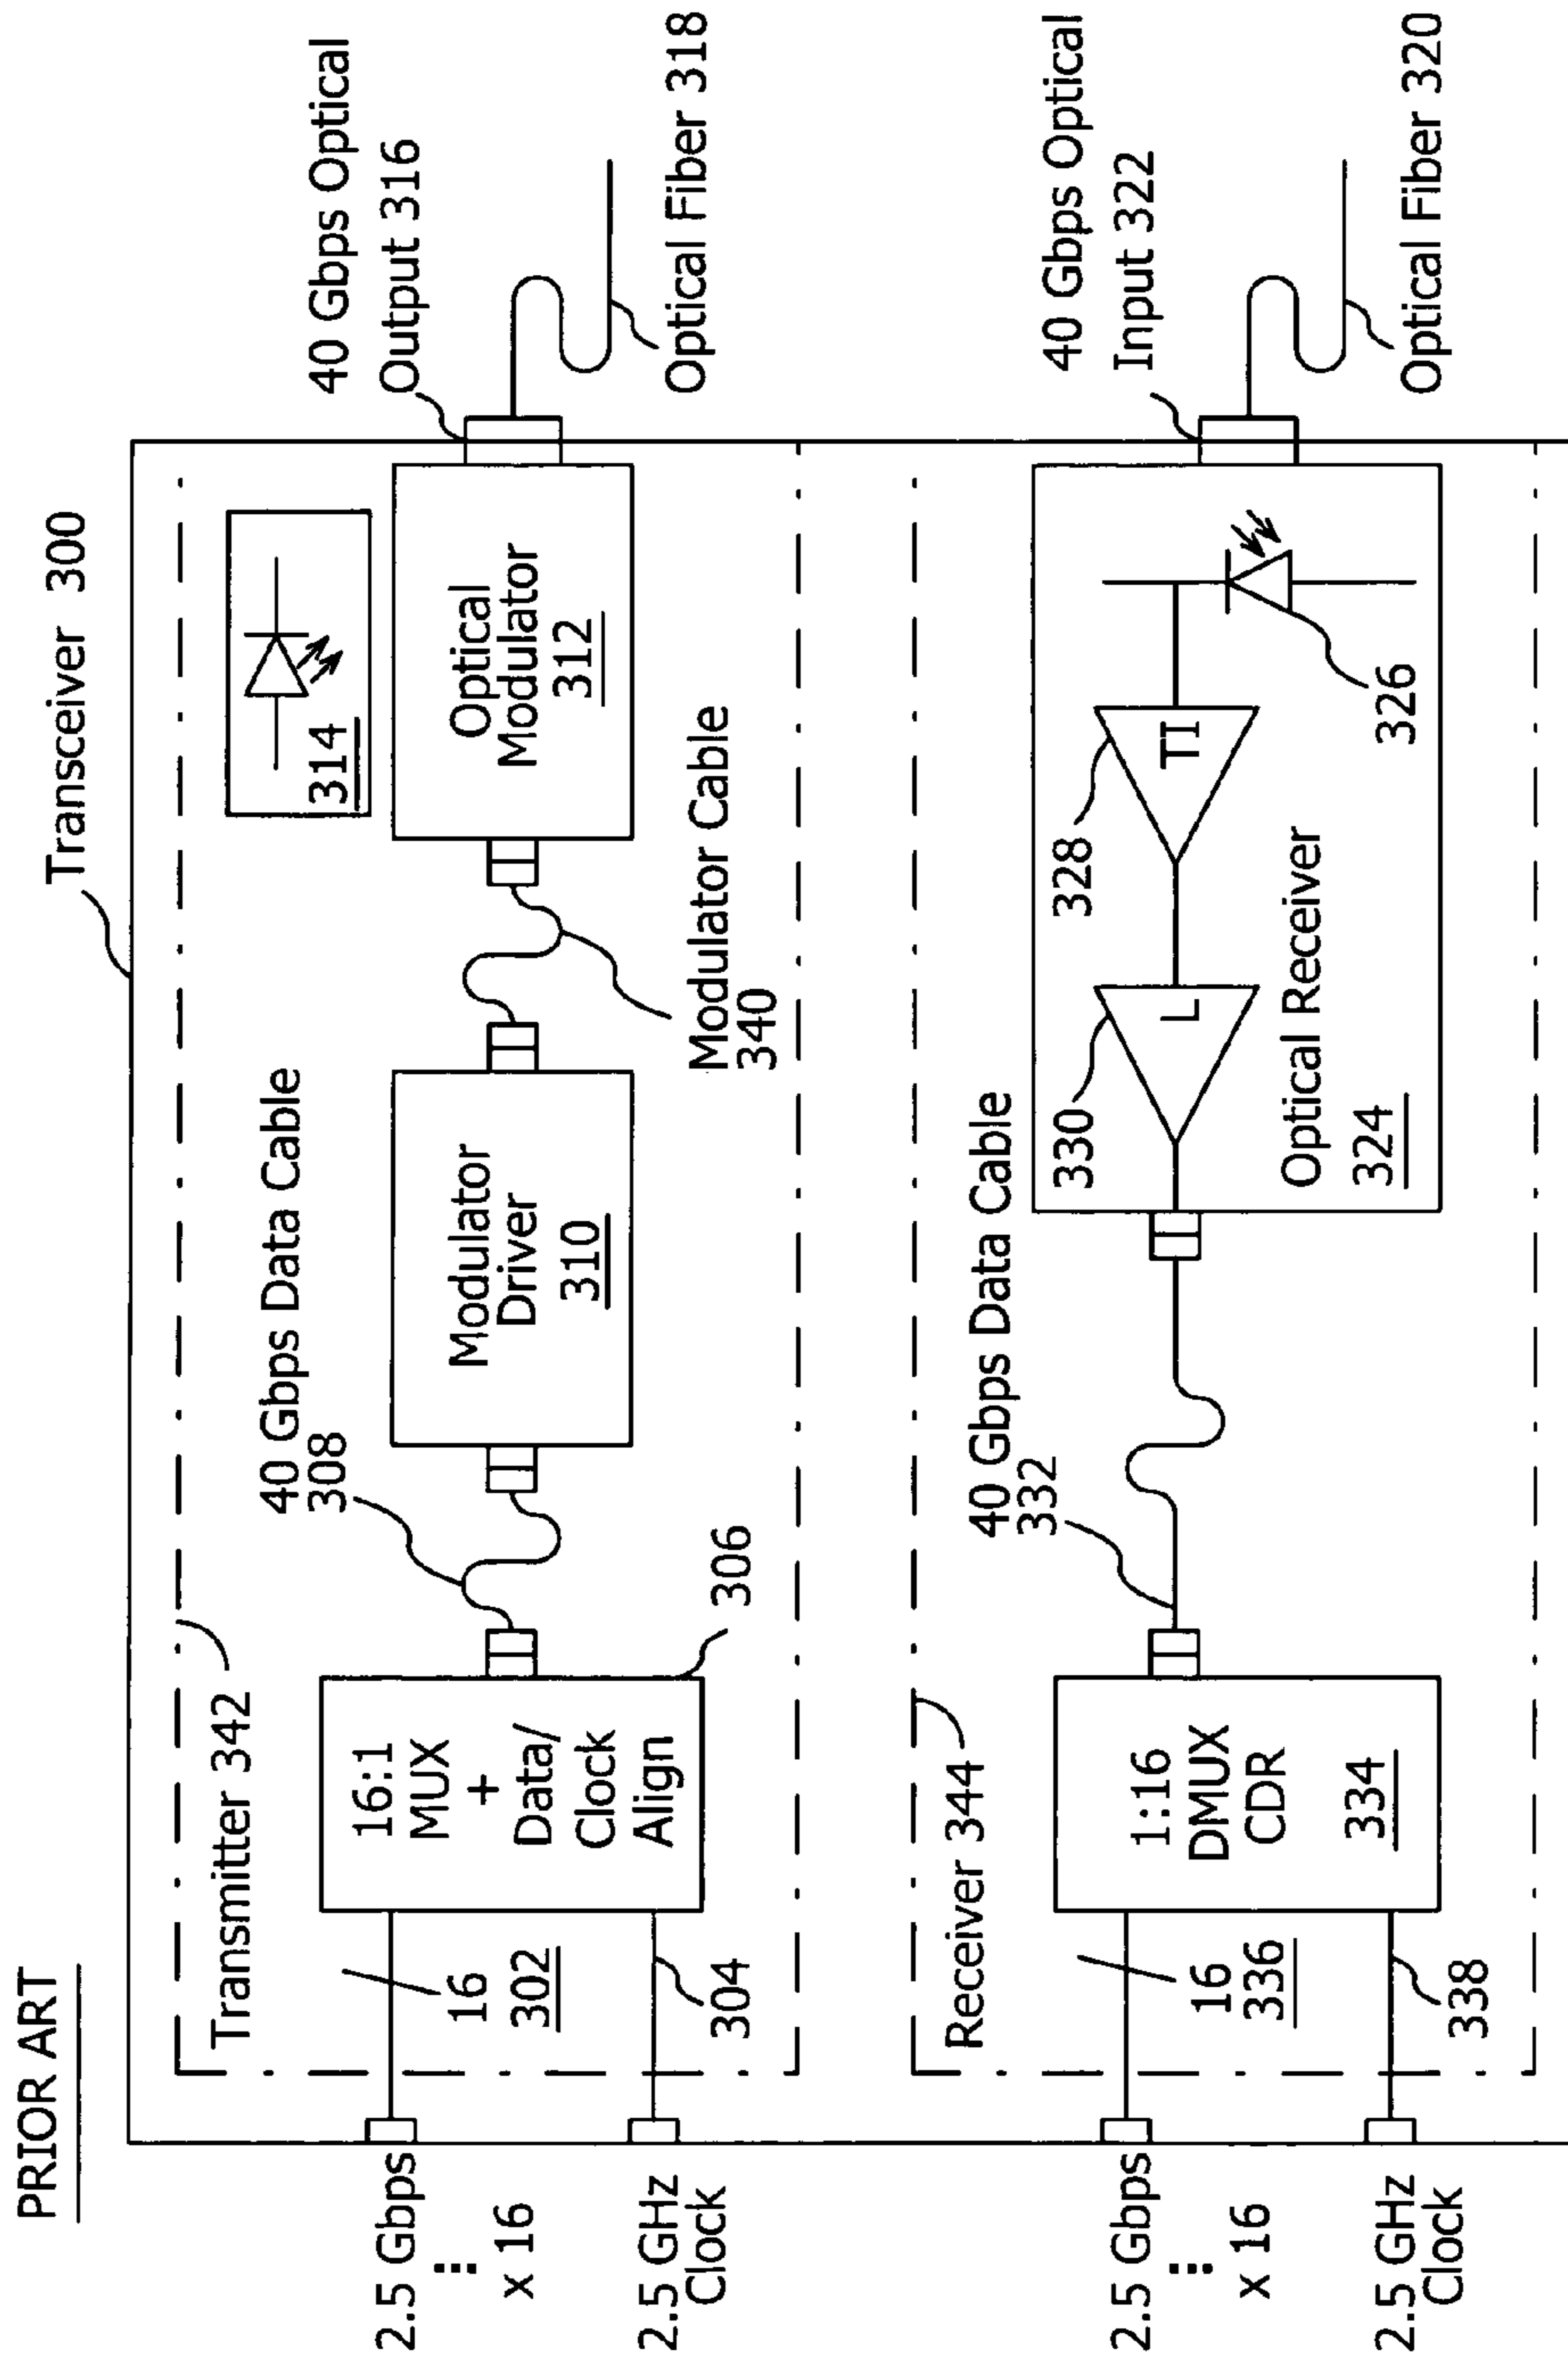 PRIOR ART
Transceiver 300
Transmitter 342
2.5 Gbps
x 16
2.5 GHz
Clock
16
302
304
16:1
MUX
+
Data/
Clock
Align
306
40 Gbps Data Cable
308
Modulator
Driver
310
Modulator Cable
340
314
Optical
Modulator
312
40 Gbps Optical
Output 316
Optical Fiber 318
Receiver 344
2.5 Gbps
x 16
2.5 GHz
Clock
16
336
338
1:16
DMUX
CDR
334
40 Gbps Data Cable
332
330
L
328
TI
326
Optical Receiver
324
40 Gbps Optical
Input 322
Optical Fiber 320